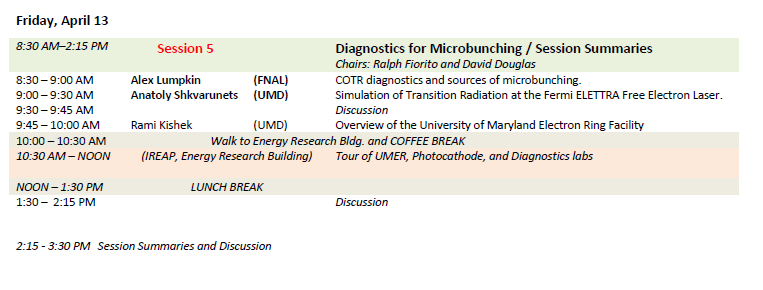 Friday, April 13
8:30 AM–2:15 PM Session 5 Diagnostics for Microbunching / Session Summaries
Chairs: Ralph Fiorito and David Douglas
8:30 – 9:00 AM Alex Lumpkin (FNAL) COTR diagnostics and sources of microbunching.
9:00 – 9:30 AM Anatoly Shkvarunets (UMD) Simulation of Transition Radiation at the Fermi ELETTRA Free Electron Laser.
9:30 – 9:45 AM Discussion
9:45 – 10:00 AM Rami Kishek (UMD) Overview of the University of Maryland Electron Ring Facility
10:00 – 10:30 AM Walk to Energy Research Bldg. and COFFEE BREAK
10:30 AM – NOON (IREAP, Energy Research Building) Tour of UMER, Photocathode, and Diagnostics labs
NOON – 1:30 PM LUNCH BREAK
1:30 – 2:15 PM Discussion
2:15 - 3:30 PM Session Summaries and Discussion